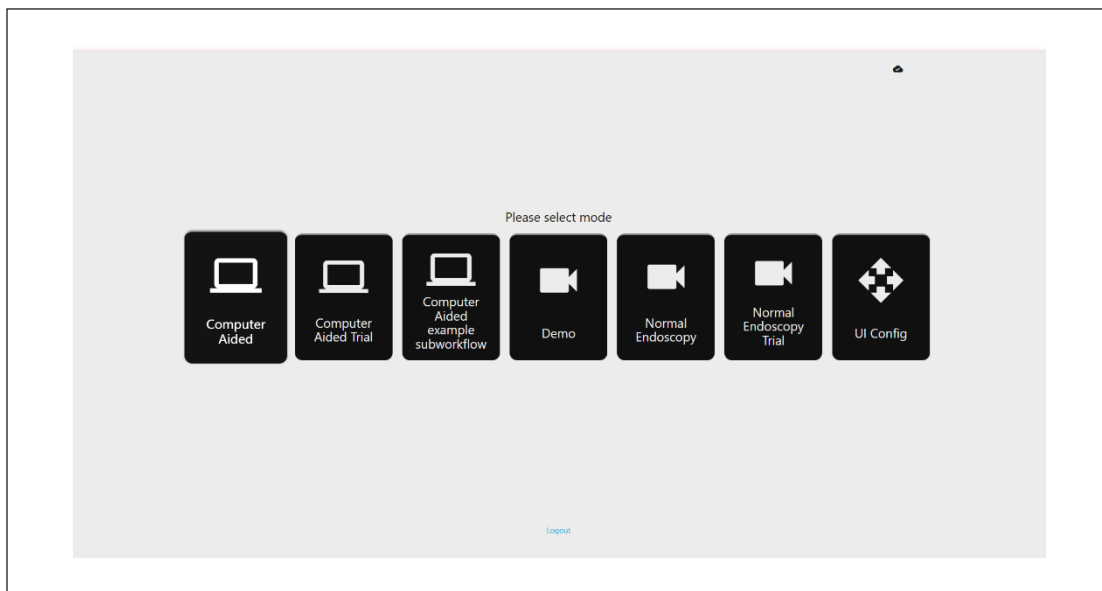 Please select mode
Computer
Aided
Computer
Aided Trial
Computer
Aided
example
subworkflow
Demo
Normal
Endoscopy
Normal
Endoscopy
Trial
UI Config
Logout